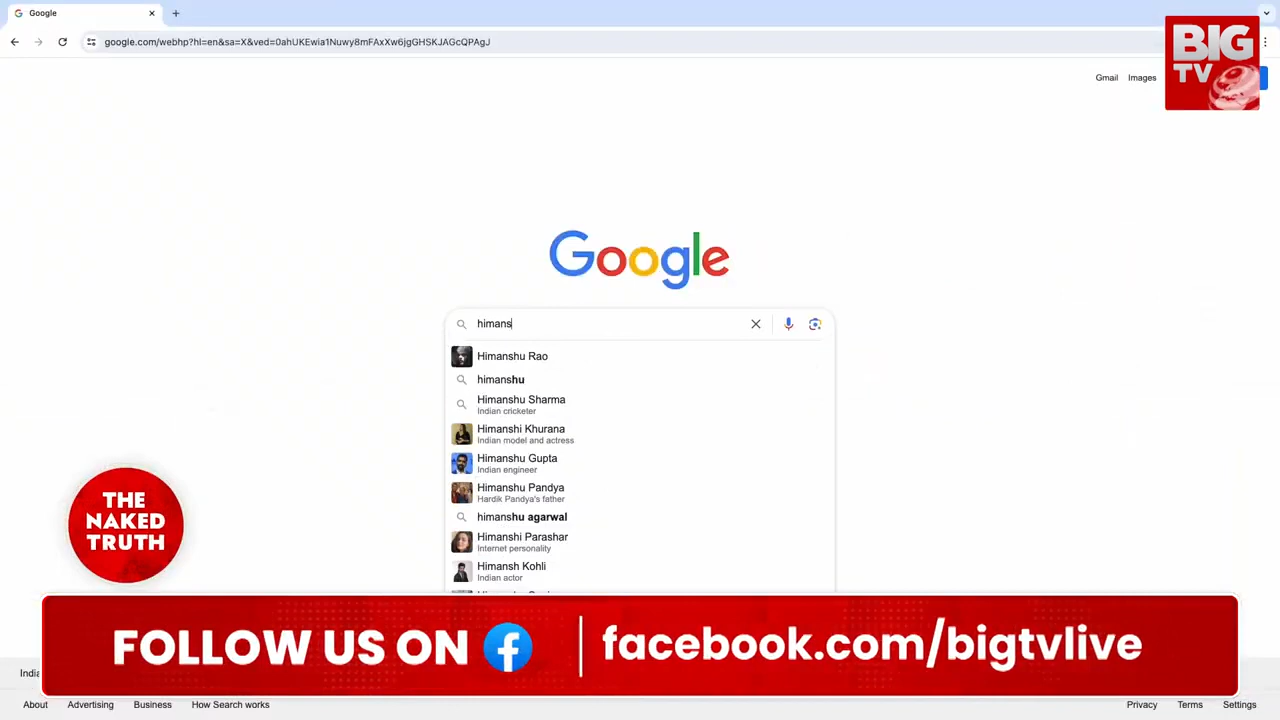 Google
google.com/webhp?hl=en&sa=X&ved=0ahUKEwia1Nuwy8mFAxXw6jgGHSKJAGcQPAgJ
BIG
TV
Gmail Images
Google
himans
Himanshu Rao
himanshu
Himanshu Sharma
Indian cricketer
Himanshi Khurana
Indian model and actress
Himanshu Gupta
Indian engineer
Himanshu Pandya
Hardik Pandya's father
himanshu agarwal
Himanshi Parashar
Internet personality
Himansh Kohli
Indian actor
THE
NAKED
TRUTH
FOLLOW US ON
facebook.com/bigtvlive
India
About Advertising Business How Search works
Privacy Terms Settings